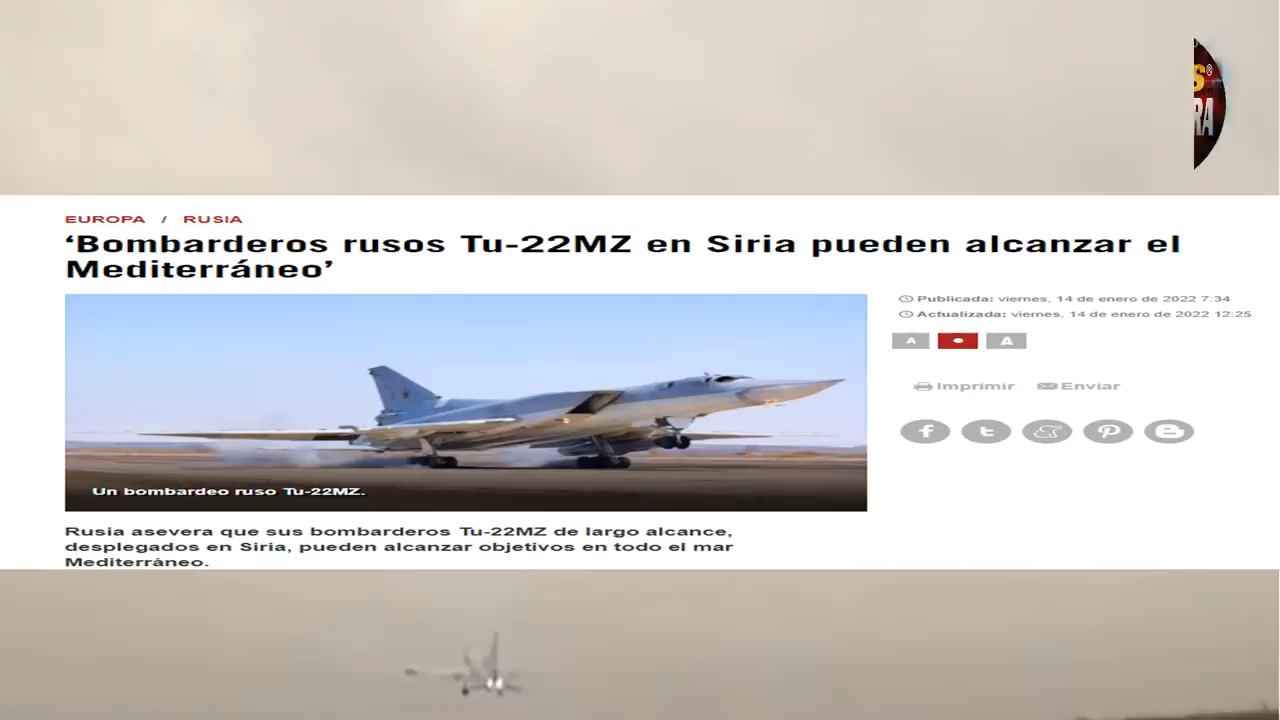 S®
RA
EUROPA / RUSIA
‘Bombarderos rusos Tu-22MZ en Siria pueden alcanzar el
Mediterráneo’
Publicada: viernes, 14 de enero de 2022 7:34
Actualizada: viernes, 14 de enero de 2022 12:25
A A
Imprimir Enviar
Un bombardeo ruso Tu-22MZ.
Rusia asevera que sus bombarderos Tu-22MZ de largo alcance,
desplegados en Siria, pueden alcanzar objetivos en todo el mar
Mediterráneo.